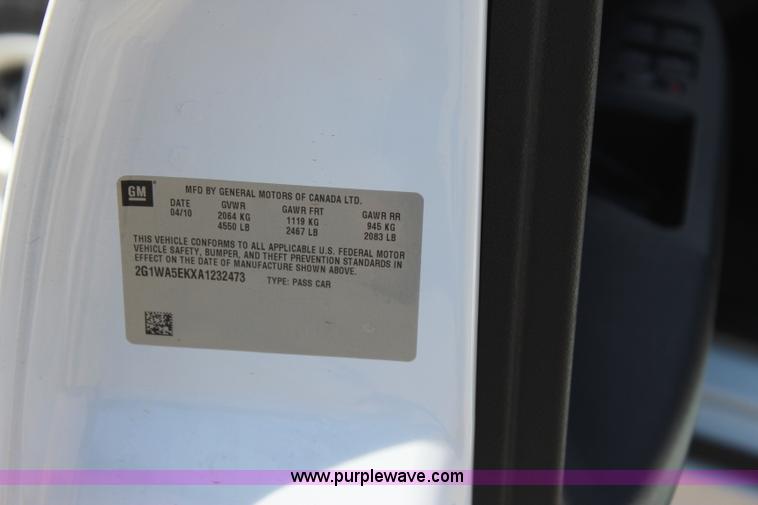 GM
MFD BY GENERAL MOTORS OF CANADA LTD.
DATE GVWR GAWR FRT GAWR RR
04/10 2064 KG 1119 KG 945 KG
4550 LB 2467 LB 2083 LB
THIS VEHICLE CONFORMS TO ALL APPLICABLE U.S. FEDERAL MOTOR
VEHICLE SAFETY, BUMPER, AND THEFT PREVENTION STANDARDS IN
EFFECT ON THE DATE OF MANUFACTURE SHOWN ABOVE.
2G1WA5EKXA1232473 TYPE: PASS CAR
www.purplewave.com